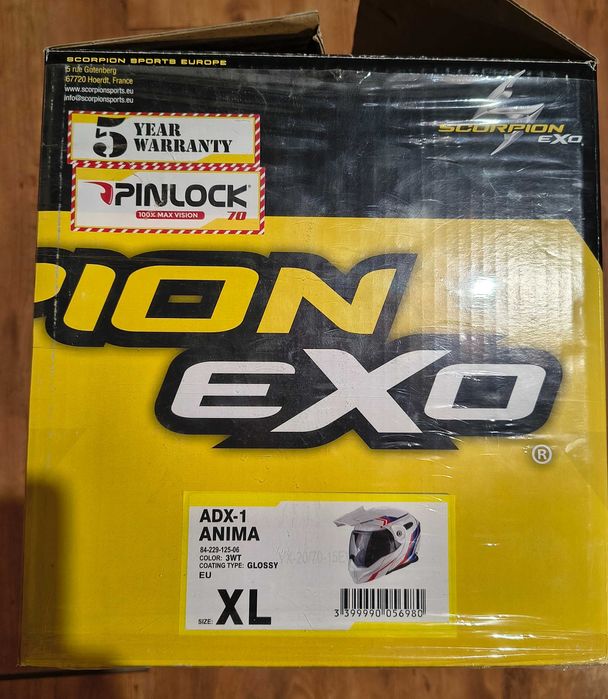 SCORPION SPORTS EUROPE
5 rue Gotenberg
67720 Hoerdt, France
www.scorpionsports.eu
info@scorpionsports.eu
5 YEAR
WARRANTY
PINLOCK®
100% MAX VISION 70
SCORPION
EXO
PION
EXO
®
ADX-1
ANIMA
84-229-125-06
COLOR: 3WT
COATING TYPE: GLOSSY
EU
SIZE: XL
3 399990 056980